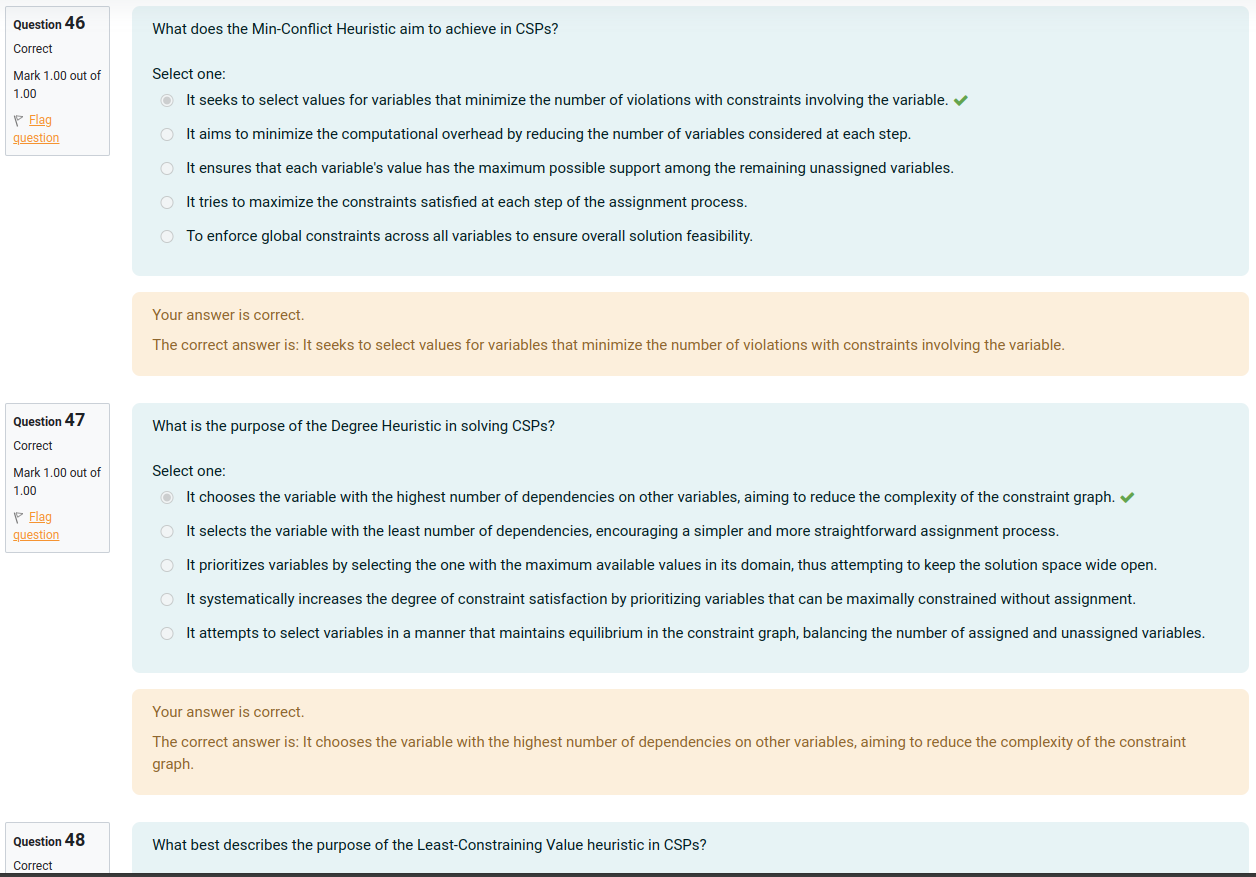 Question 46
Correct
Mark 1.00 out of
1.00
Flag
question
What does the Min-Conflict Heuristic aim to achieve in CSPs?
Select one:
It seeks to select values for variables that minimize the number of violations with constraints involving the variable.
It aims to minimize the computational overhead by reducing the number of variables considered at each step.
It ensures that each variable's value has the maximum possible support among the remaining unassigned variables.
It tries to maximize the constraints satisfied at each step of the assignment process.
To enforce global constraints across all variables to ensure overall solution feasibility.
Your answer is correct.
The correct answer is: It seeks to select values for variables that minimize the number of violations with constraints involving the variable.
Question 47
Correct
Mark 1.00 out of
1.00
Flag
question
What is the purpose of the Degree Heuristic in solving CSPs?
Select one:
It chooses the variable with the highest number of dependencies on other variables, aiming to reduce the complexity of the constraint graph.
It selects the variable with the least number of dependencies, encouraging a simpler and more straightforward assignment process.
It prioritizes variables by selecting the one with the maximum available values in its domain, thus attempting to keep the solution space wide open.
It systematically increases the degree of constraint satisfaction by prioritizing variables that can be maximally constrained without assignment.
It attempts to select variables in a manner that maintains equilibrium in the constraint graph, balancing the number of assigned and unassigned variables.
Your answer is correct.
The correct answer is: It chooses the variable with the highest number of dependencies on other variables, aiming to reduce the complexity of the constraint
graph.
Question 48
Correct
What best describes the purpose of the Least-Constraining Value heuristic in CSPs?